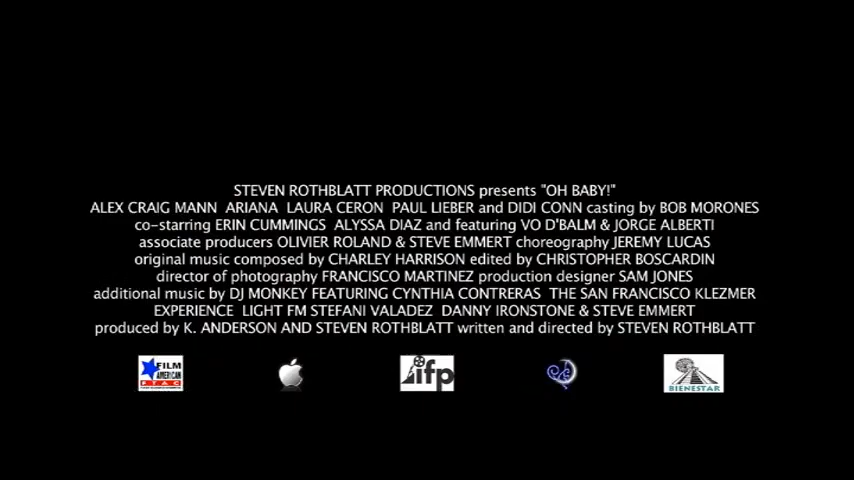 STEVEN ROTHBLATT PRODUCTIONS presents "OH BABY!"
ALEX CRAIG MANN ARIANA LAURA CERON PAUL LIEBER and DIDI CONN casting by BOB MORONES
co-starring ERIN CUMMINGS ALYSSA DIAZ and featuring VO D'BALM & JORGE ALBERTI
associate producers OLIVIER ROLAND & STEVE EMMERT choreography JEREMY LUCAS
original music composed by CHARLEY HARRISON edited by CHRISTOPHER BOSCARDIN
director of photography FRANCISCO MARTINEZ production designer SAM JONES
additional music by DJ MONKEY FEATURING CYNTHIA CONTRERAS THE SAN FRANCISCO KLEZMER
EXPERIENCE LIGHT FM STEFANI VALADEZ DANNY IRONSTONE & STEVE EMMERT
produced by K. ANDERSON AND STEVEN ROTHBLATT written and directed by STEVEN ROTHBLATT
FILM
AMERICAN
PTAC
ifp
BIENESTAR